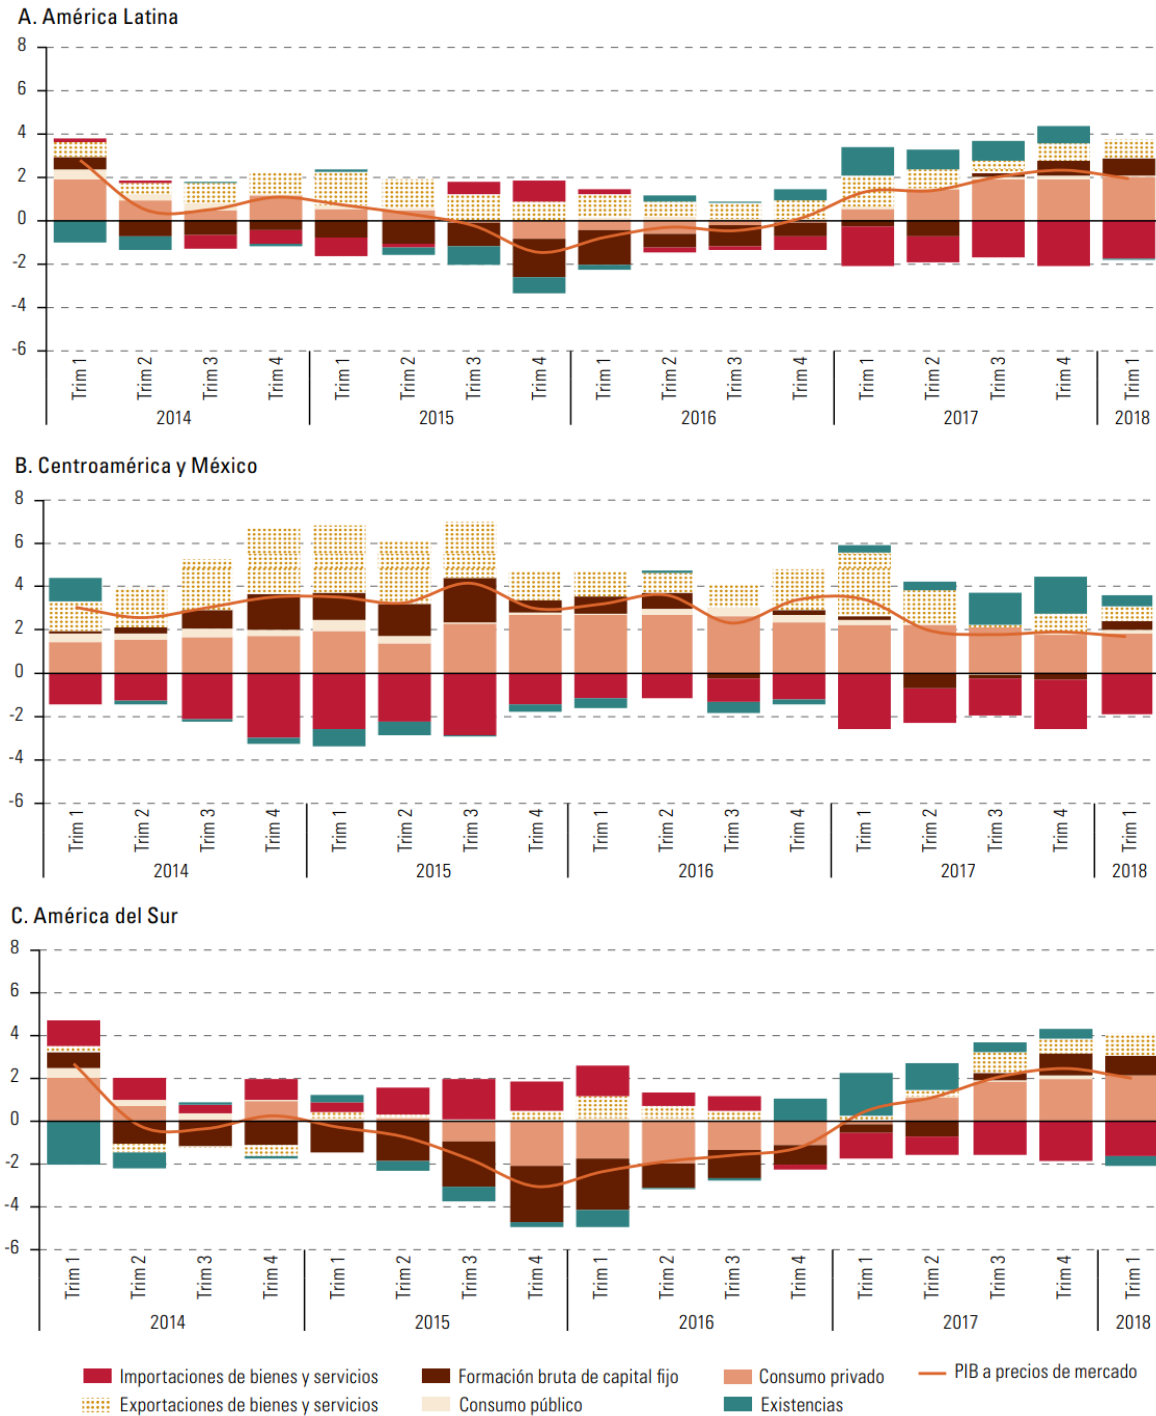 A. América Latina
8
6
4
2
0
-2
-4
-6
Trim 1 Trim 2 Trim 3 Trim 4 Trim 1 Trim 2 Trim 3 Trim 4 Trim 1 Trim 2 Trim 3 Trim 4 Trim 1 Trim 2 Trim 3 Trim 4 Trim 1
2014 2015 2016 2017 2018
B. Centroamérica y México
8
6
4
2
0
-2
-4
-6
Trim 1 Trim 2 Trim 3 Trim 4 Trim 1 Trim 2 Trim 3 Trim 4 Trim 1 Trim 2 Trim 3 Trim 4 Trim 1 Trim 2 Trim 3 Trim 4 Trim 1
2014 2015 2016 2017 2018
C. América del Sur
8
6
4
2
0
-2
-4
-6
Trim 1 Trim 2 Trim 3 Trim 4 Trim 1 Trim 2 Trim 3 Trim 4 Trim 1 Trim 2 Trim 3 Trim 4 Trim 1 Trim 2 Trim 3 Trim 4 Trim 1
2014 2015 2016 2017 2018
Importaciones de bienes y servicios Formación bruta de capital fijo Consumo privado PIB a precios de mercado
Exportaciones de bienes y servicios Consumo público Existencias